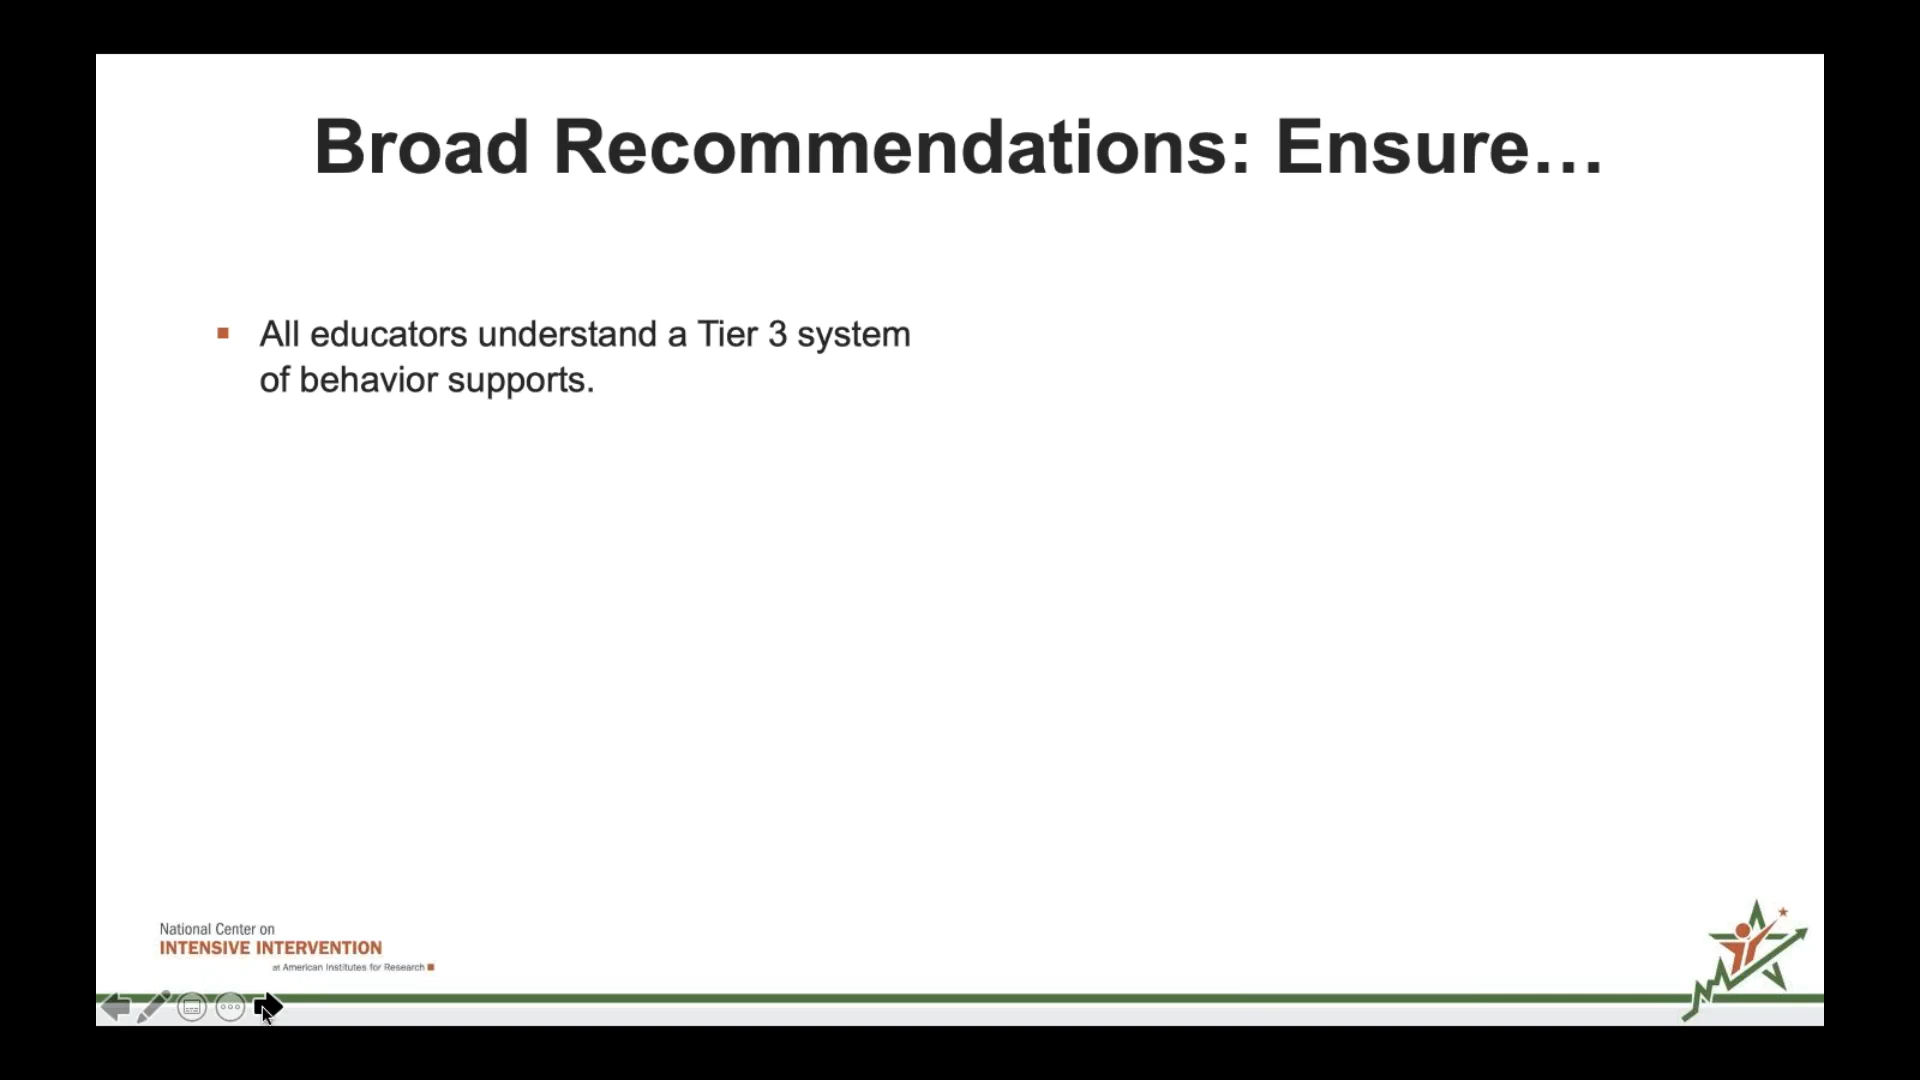 Broad Recommendations: Ensure…
All educators understand a Tier 3 system
of behavior supports.
National Center on
INTENSIVE INTERVENTION
at American Institutes for Research